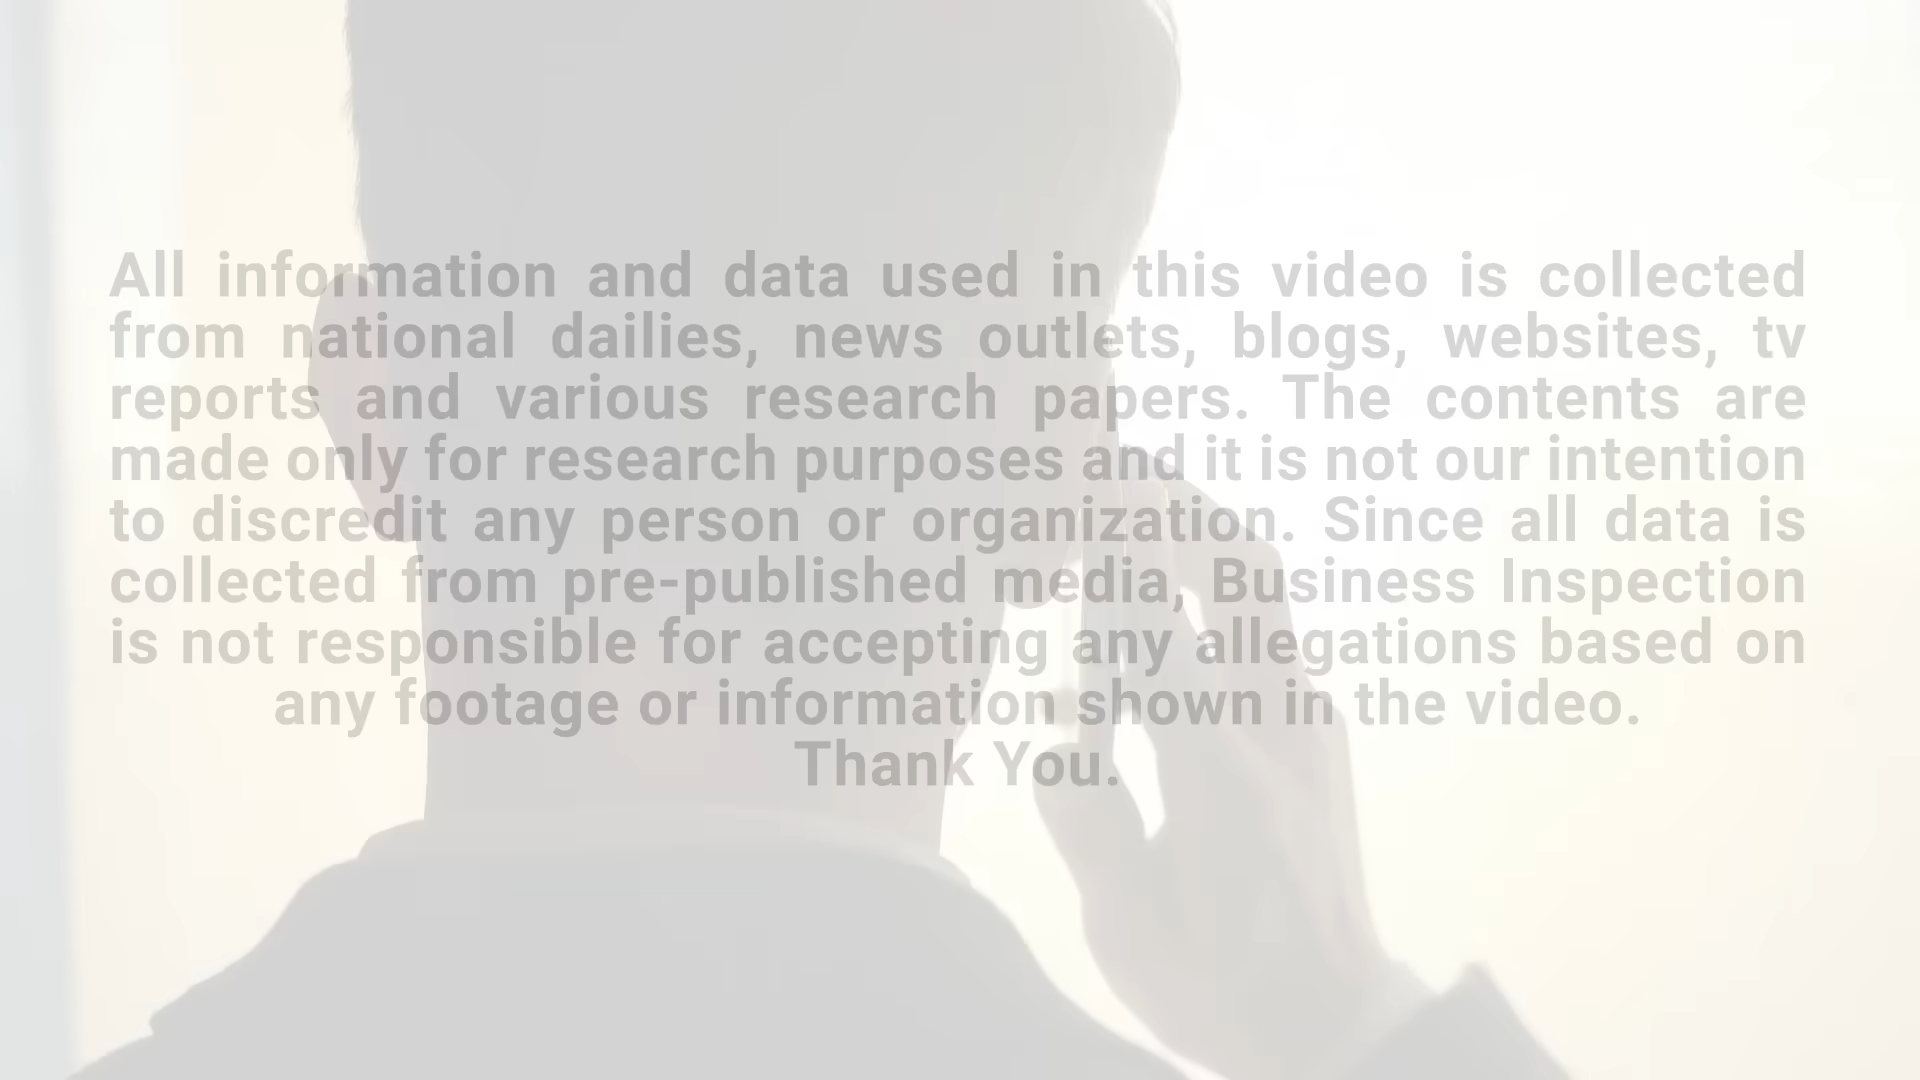 All information and data used in this video is collected
from national dailies, news outlets, blogs, websites, tv
reports and various research papers. The contents are
made only for research purposes and it is not our intention
to discredit any person or organization. Since all data is
collected from pre-published media, Business Inspection
is not responsible for accepting any allegations based on
any footage or information shown in the video.
Thank You.